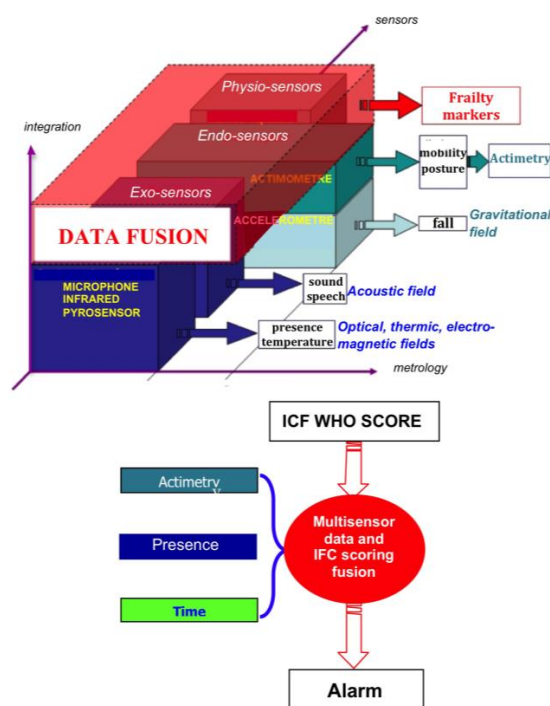 sensors
Physio-sensors
integration
Endo-sensors
Frailty
markers
mobility
posture
Actimetry
ACTIMOMETRE
Exo-sensors
ACCELEROMETRE
fall
Gravitational
field
DATA FUSION
MICROPHONE
INFRARED
PYROSENSOR
sound
speech
Acoustic field
presence
temperature
Optical, thermic, electro-
magnetic fields
metrology
ICF WHO SCORE
Actimetry
Presence
Time
Multisensor
data and
IFC scoring
fusion
Alarm